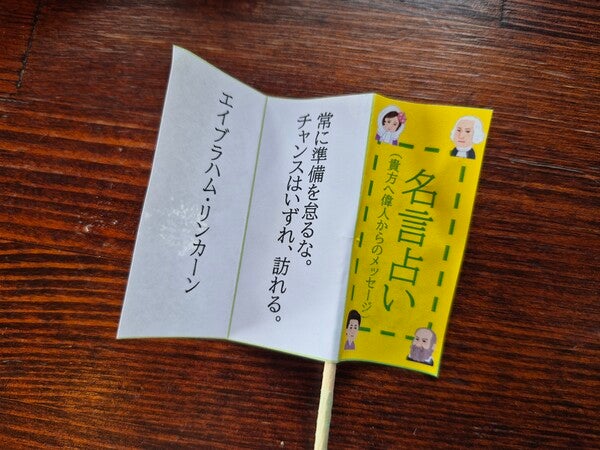 名言占い
（貴方へ偉人からのメッセージ）
常に準備を怠るな。
チャンスはいずれ、訪れる。
エイブラハム・リンカーン